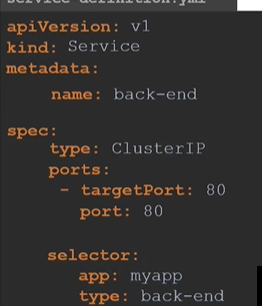 service-definition.yml
apiVersion: v1
kind: Service
metadata:
    name: back-end
spec:
    type: ClusterIP
    ports:
     - targetPort: 80
       port: 80
    selector:
       app: myapp
       type: back-end